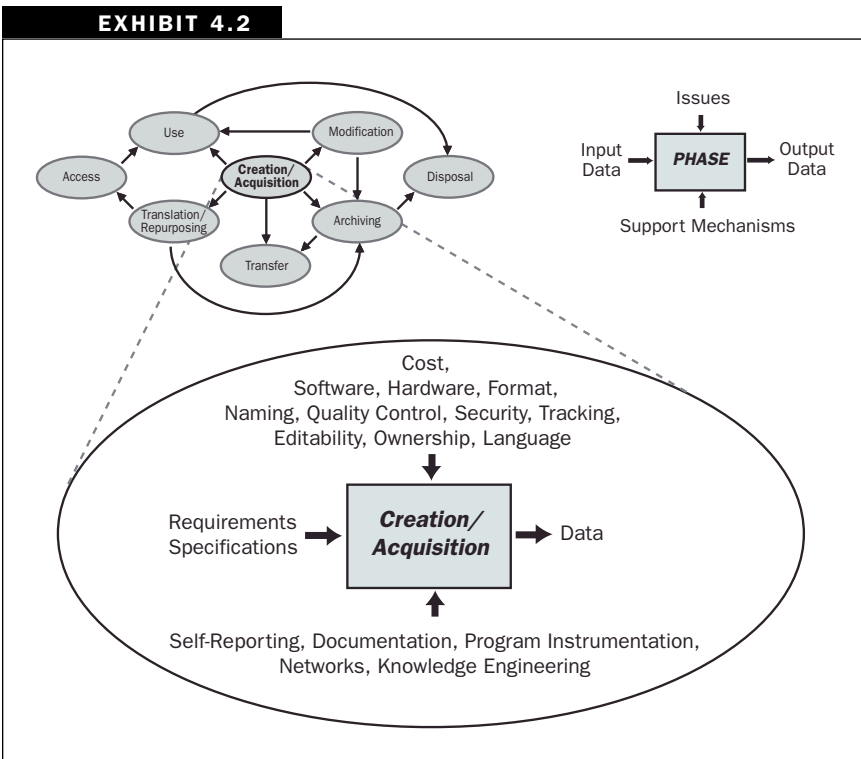 EXHIBIT 4.2
Use
Modification
Access
Creation/
Acquisition
Disposal
Translation/
Repurposing
Archiving
Transfer
Issues
Input
Data
PHASE
Output
Data
Support Mechanisms
Cost,
Software, Hardware, Format,
Naming, Quality Control, Security, Tracking,
Editability, Ownership, Language
Requirements
Specifications
Creation/
Acquisition
Data
Self-Reporting, Documentation, Program Instrumentation,
Networks, Knowledge Engineering